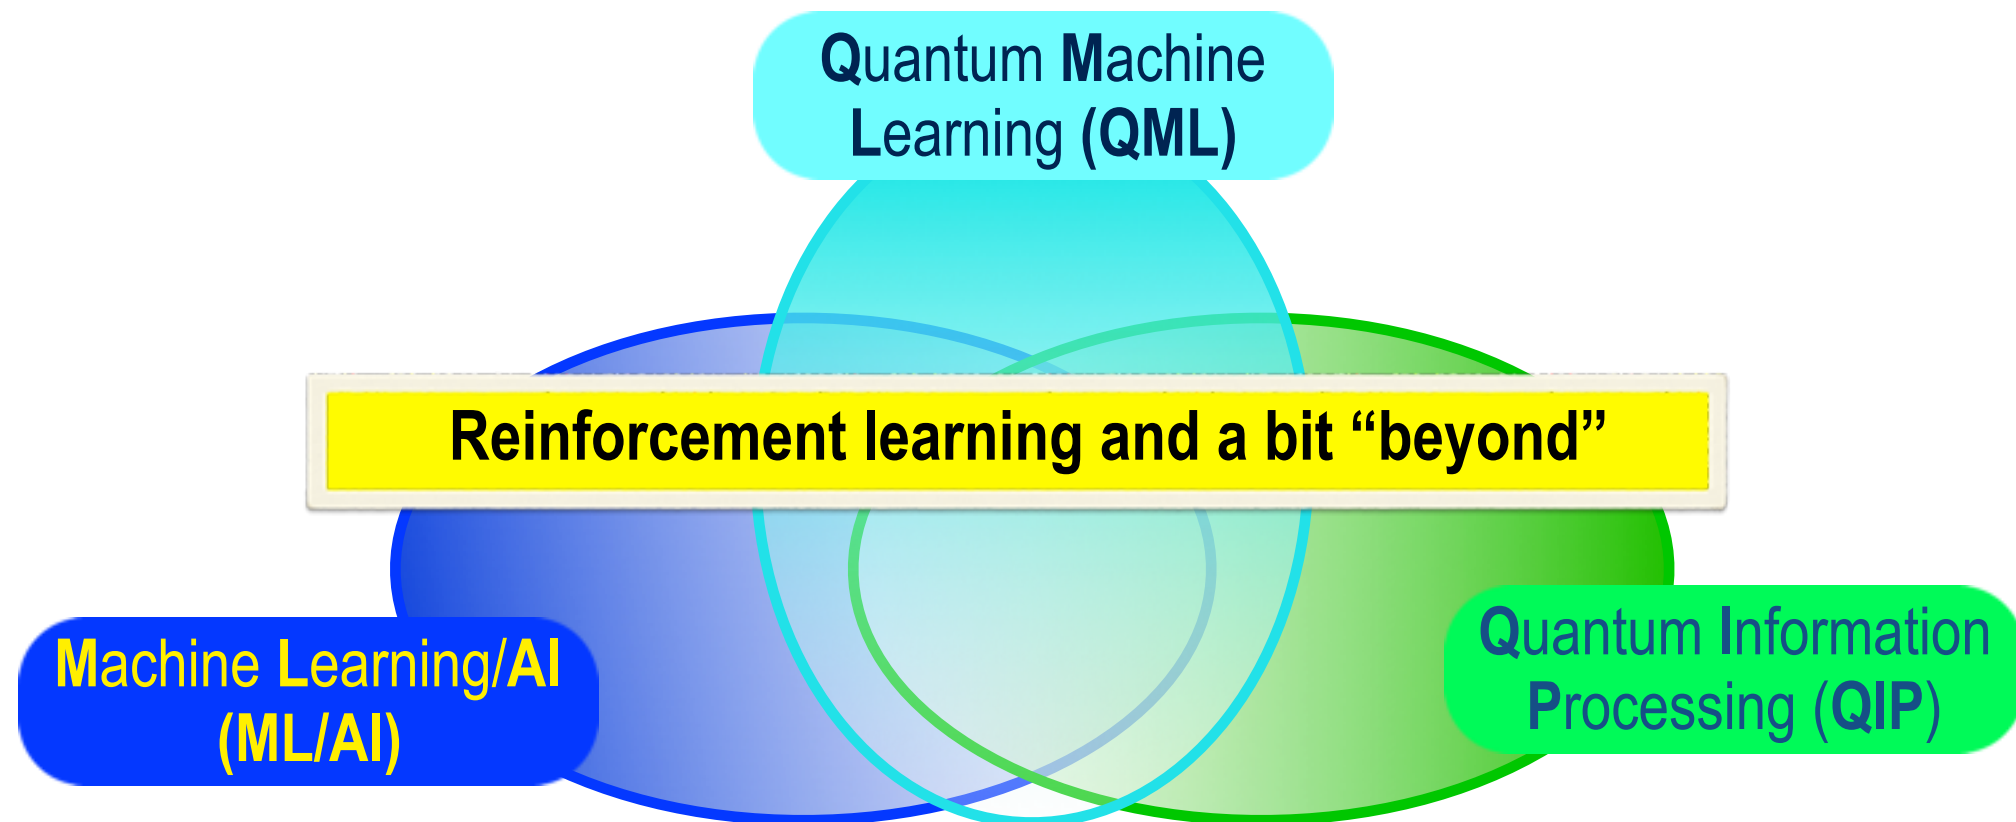 Quantum Machine
Learning (QML)
Reinforcement learning and a bit “beyond”
Machine Learning/AI
(ML/AI)
Quantum Information
Processing (QIP)